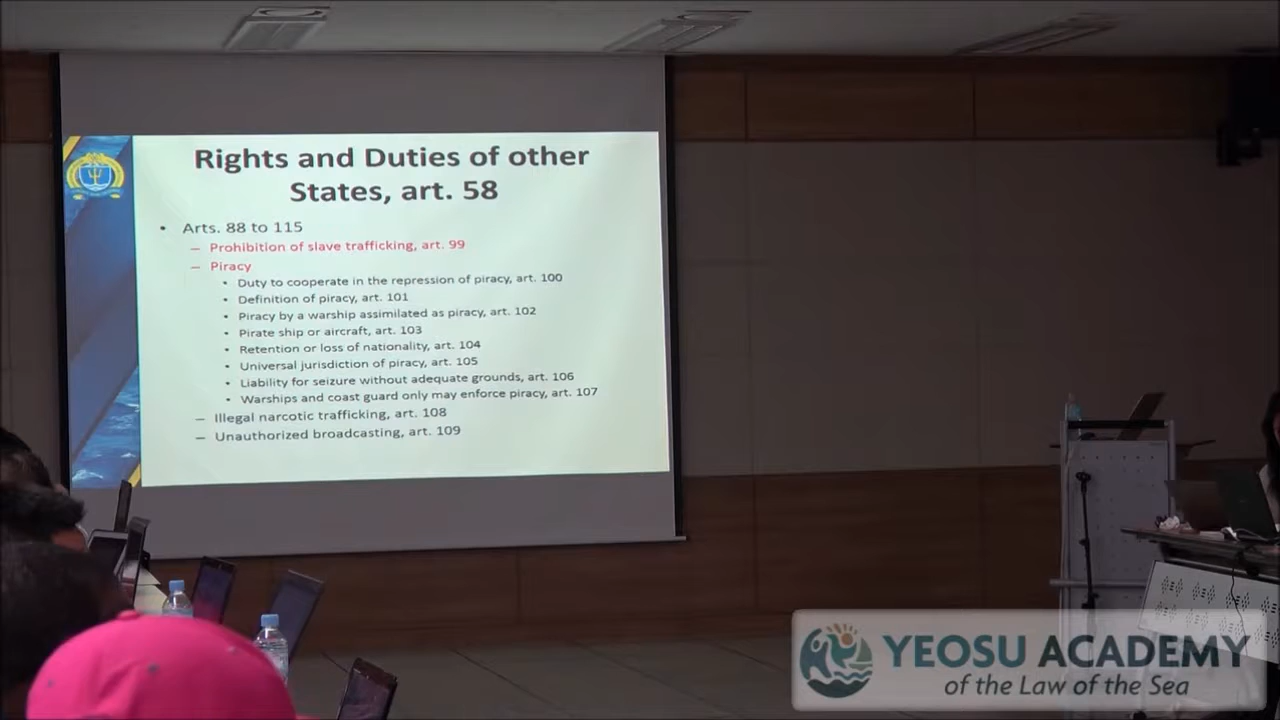 Rights and Duties of other
States, art. 58
• Arts. 88 to 115
– Prohibition of slave trafficking, art. 99
– Piracy
• Duty to cooperate in the repression of piracy, art. 100
• Definition of piracy, art. 101
• Piracy by a warship assimilated as piracy, art. 102
• Pirate ship or aircraft, art. 103
• Retention or loss of nationality, art. 104
• Universal jurisdiction of piracy, art. 105
• Liability for seizure without adequate grounds, art. 106
• Warships and coast guard only may enforce piracy, art. 107
– Illegal narcotic trafficking, art. 108
– Unauthorized broadcasting, art. 109
YEOSU ACADEMY
of the Law of the Sea